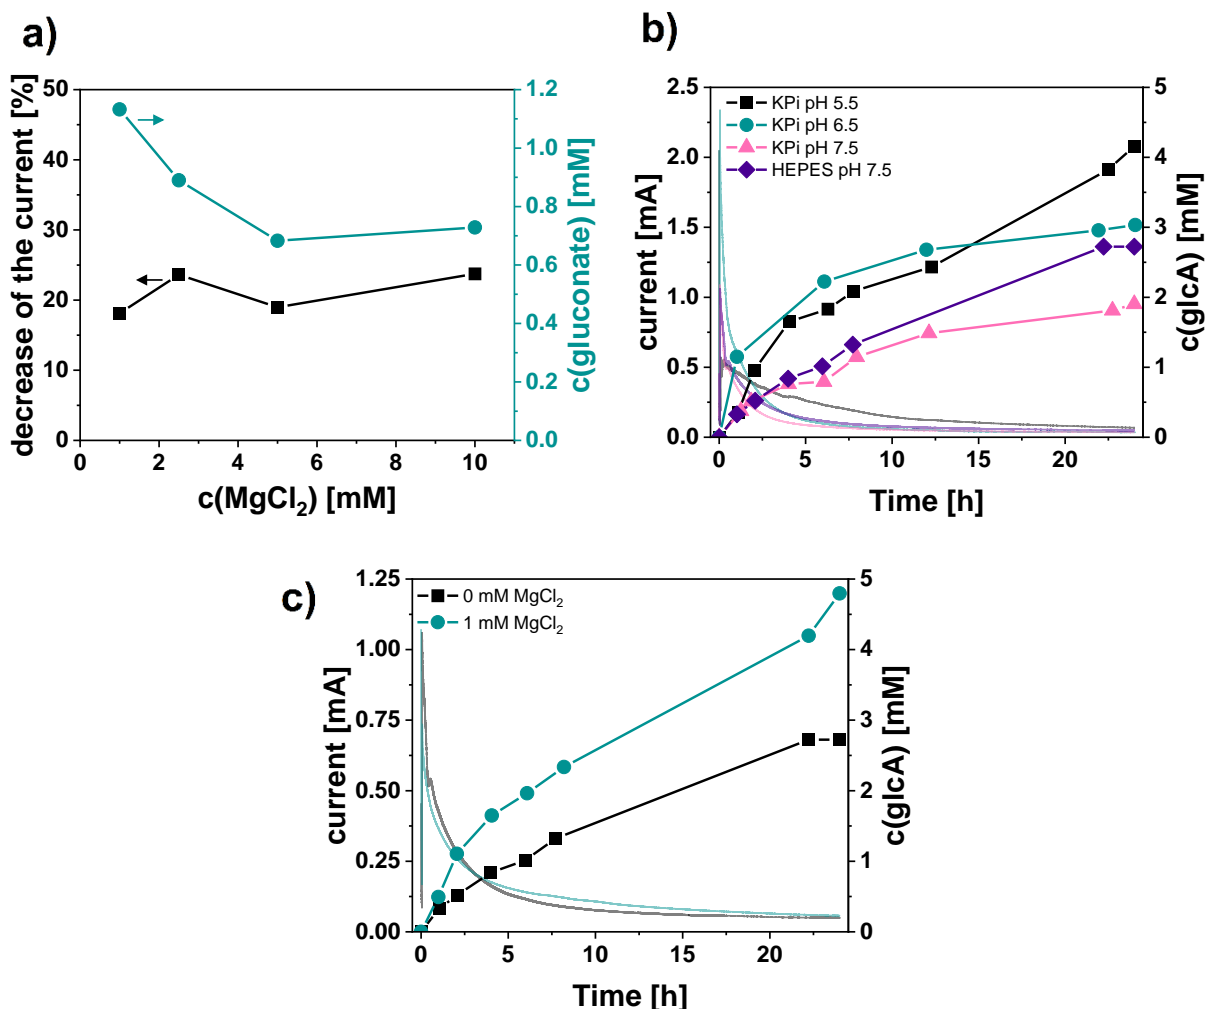 a)
decrease of the current [%]
50
40
30
20
10
0
1.2
1.0
0.8
0.6
0.4
0.2
0.0
c(gluconate) [mM]
0 2 4 6 8 10
c(MgCl₂) [mM]
b)
current [mA]
2.5
2.0
1.5
1.0
0.5
0.0
KPi pH 5.5
KPi pH 6.5
KPi pH 7.5
HEPES pH 7.5
5
4
3
2
1
0
c(glcA) [mM]
0 5 10 15 20
Time [h]
c)
current [mA]
1.25
1.00
0.75
0.50
0.25
0.00
0 mM MgCl₂
1 mM MgCl₂
5
4
3
2
1
0
c(glcA) [mM]
0 5 10 15 20
Time [h]